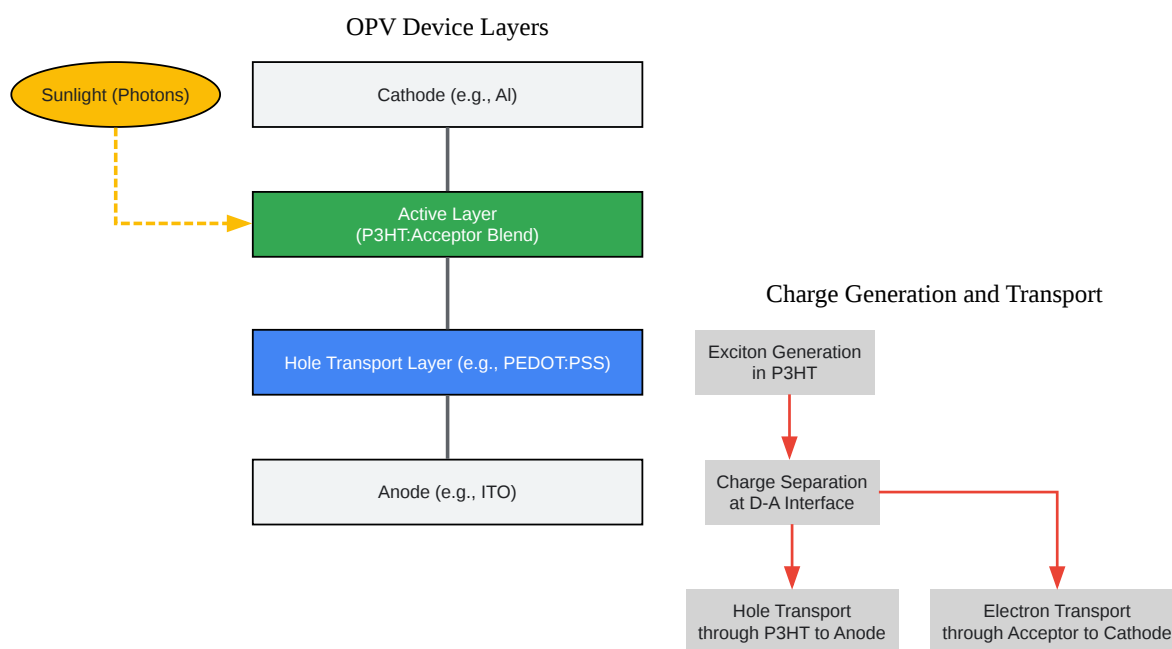 OPV Device Layers
Sunlight (Photons)
Cathode (e.g., Al)
Active Layer
(P3HT:Acceptor Blend)
Hole Transport Layer (e.g., PEDOT:PSS)
Anode (e.g., ITO)
Charge Generation and Transport
Exciton Generation
in P3HT
Charge Separation
at D-A Interface
Hole Transport
through P3HT to Anode
Electron Transport
through Acceptor to Cathode